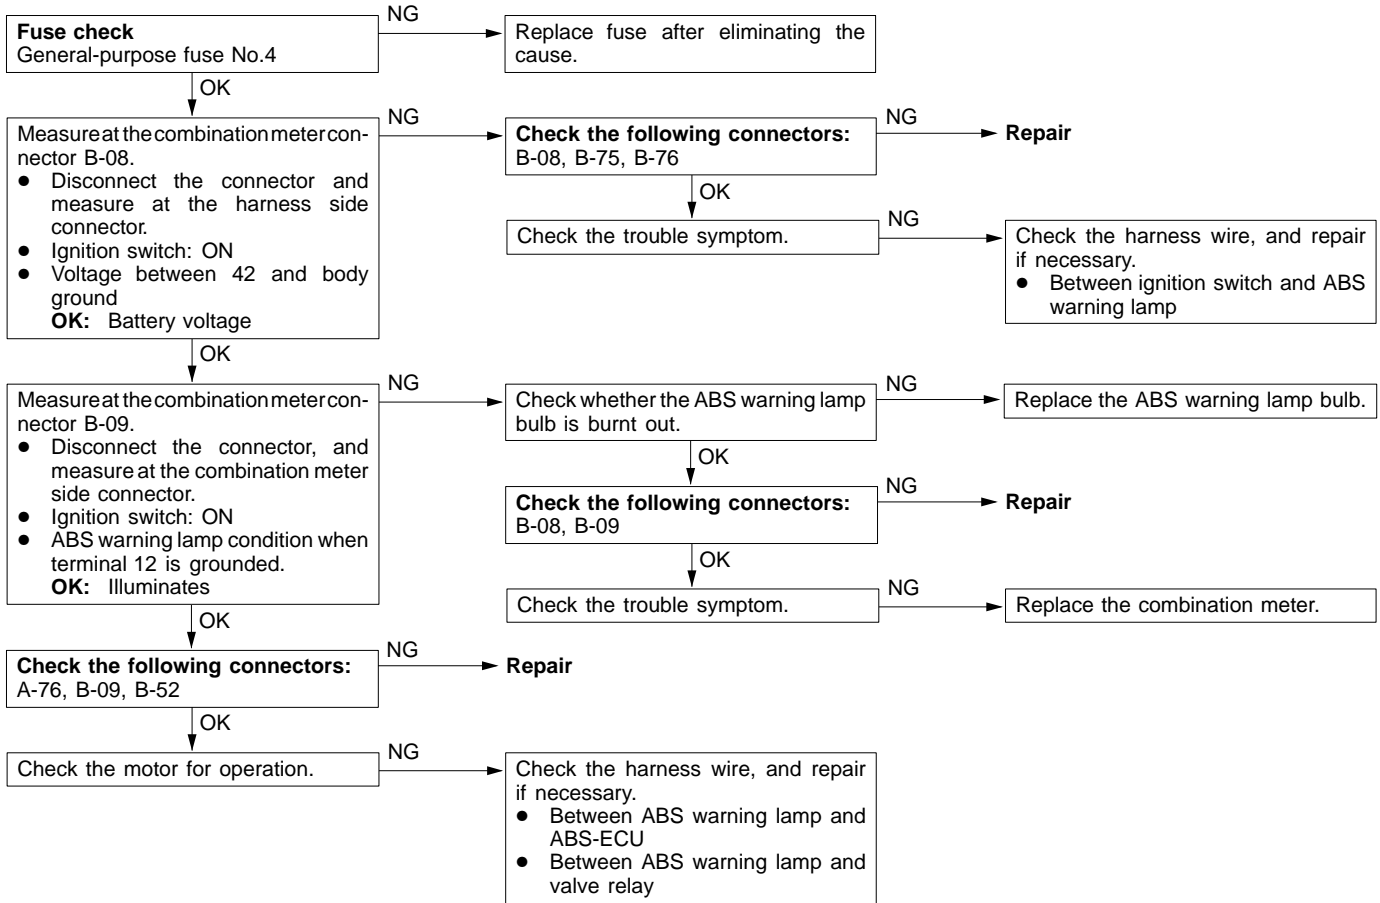 Fuse check
General-purpose fuse No.4
NG
Replace fuse after eliminating the
cause.
OK
Measure at the combination meter con-
nector B-08.
● Disconnect the connector and
measure at the harness side
connector.
● Ignition switch: ON
● Voltage between 42 and body
ground
OK: Battery voltage
NG
Check the following connectors:
B-08, B-75, B-76
NG
Repair
OK
Check the trouble symptom.
NG
Check the harness wire, and repair
if necessary.
● Between ignition switch and ABS
warning lamp
OK
Measure at the combination meter con-
nector B-09.
● Disconnect the connector, and
measure at the combination meter
side connector.
● Ignition switch: ON
● ABS warning lamp condition when
terminal 12 is grounded.
OK: Illuminates
NG
Check whether the ABS warning lamp
bulb is burnt out.
NG
Replace the ABS warning lamp bulb.
OK
Check the following connectors:
B-08, B-09
NG
Repair
OK
Check the trouble symptom.
NG
Replace the combination meter.
OK
Check the following connectors:
A-76, B-09, B-52
NG
Repair
OK
Check the motor for operation.
NG
Check the harness wire, and repair
if necessary.
● Between ABS warning lamp and
ABS-ECU
● Between ABS warning lamp and
valve relay